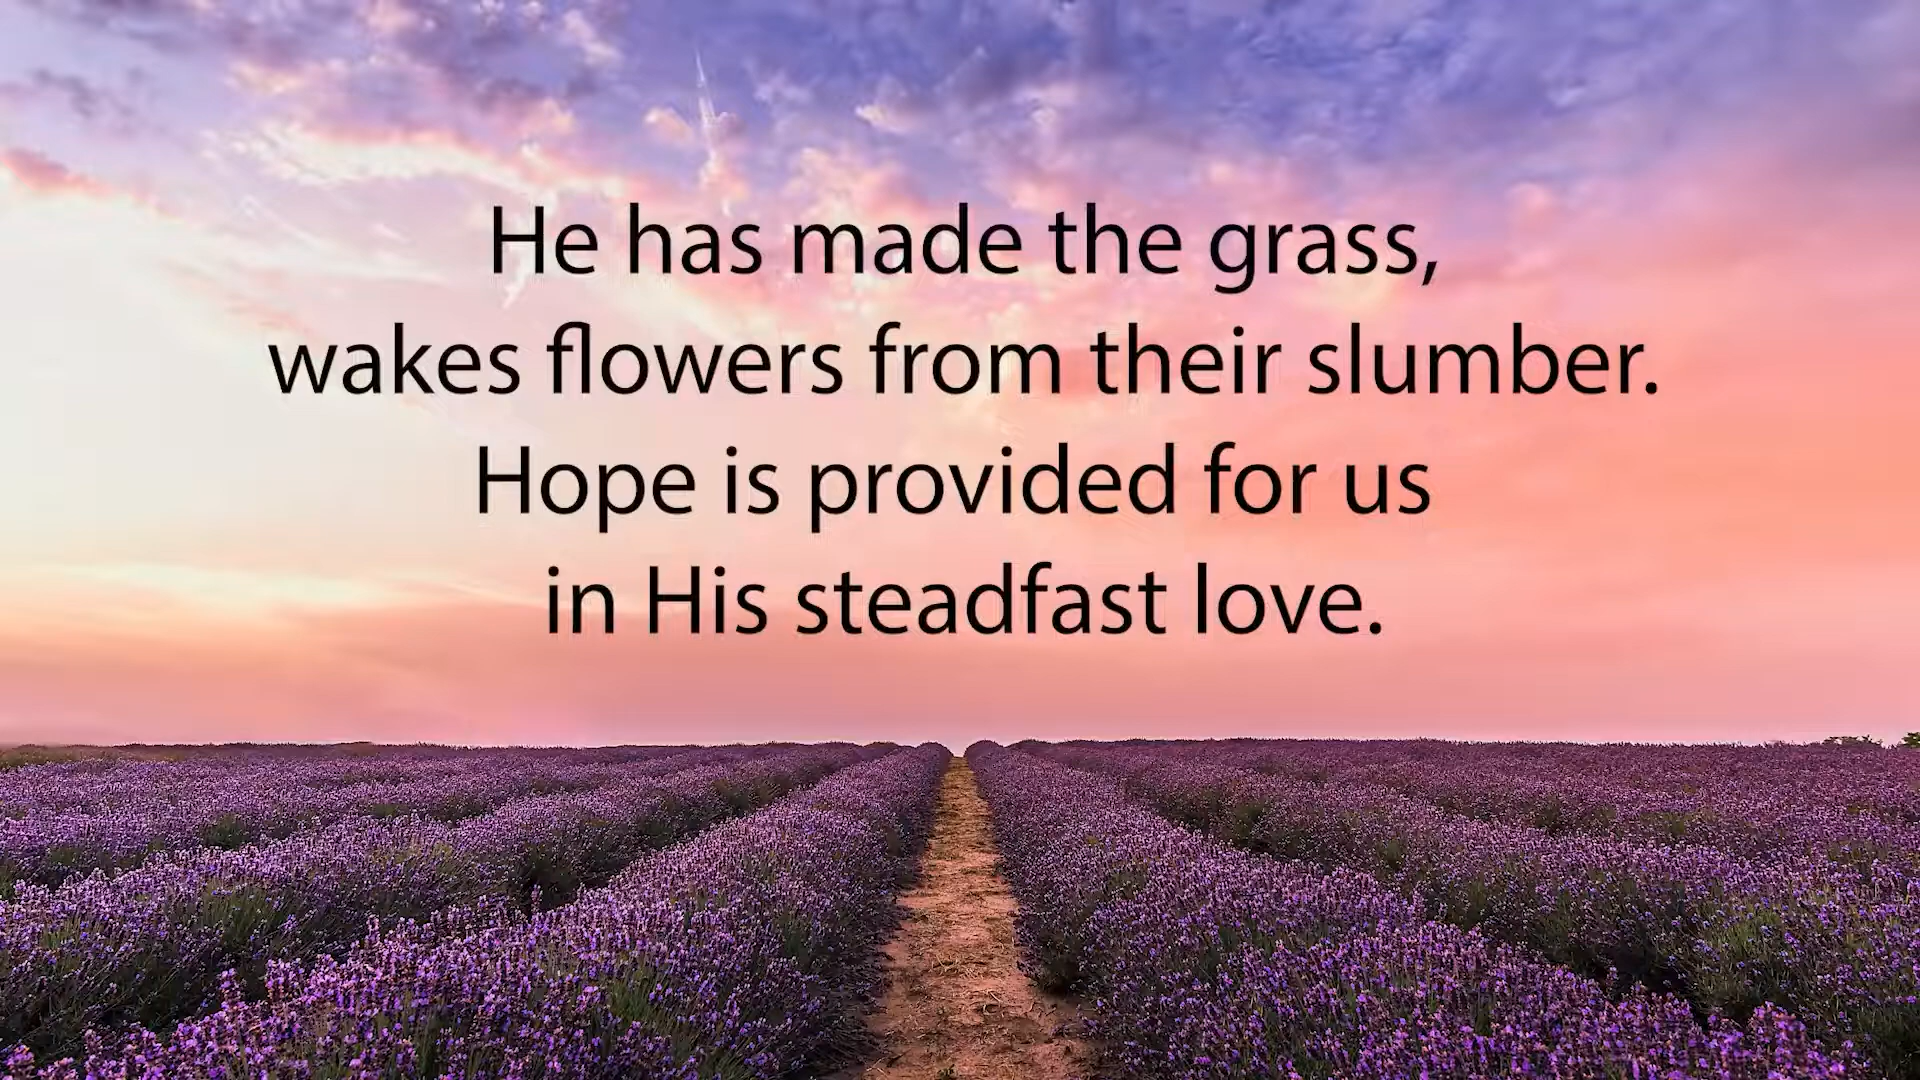 He has made the grass,
wakes flowers from their slumber.
Hope is provided for us
in His steadfast love.